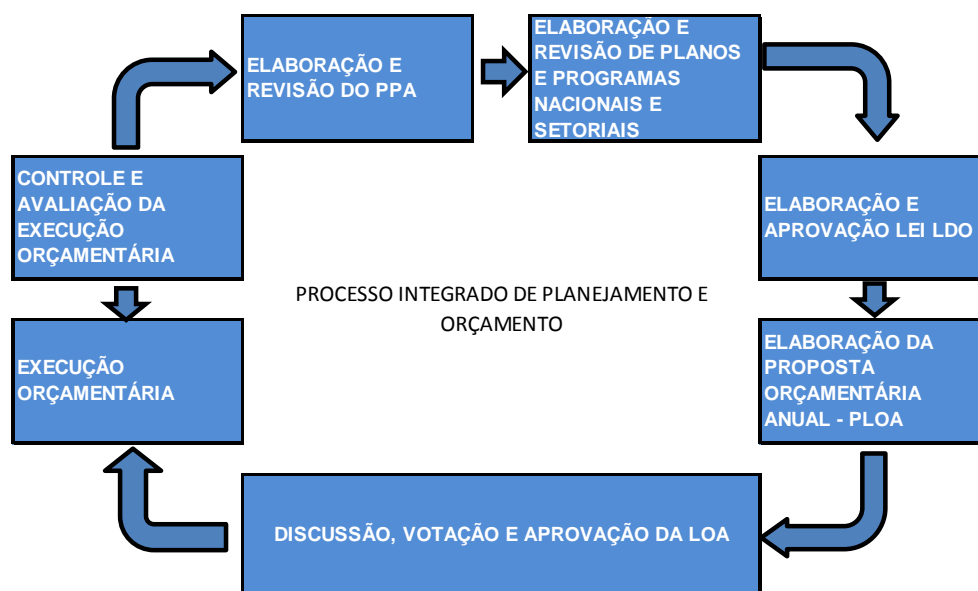 ELABORAÇÃO E
REVISÃO DO PPA
ELABORAÇÃO E
REVISÃO DE PLANOS
E PROGRAMAS
NACIONAIS E
SETORIAIS
CONTROLE E
AVALIAÇÃO DA
EXECUÇÃO
ORÇAMENTÁRIA
ELABORAÇÃO E
APROVAÇÃO LEI LDO
PROCESSO INTEGRADO DE PLANEJAMENTO E
ORÇAMENTO
EXECUÇÃO
ORÇAMENTÁRIA
ELABORAÇÃO DA
PROPOSTA
ORÇAMENTÁRIA
ANUAL - PLOA
DISCUSSÃO, VOTAÇÃO E APROVAÇÃO DA LOA